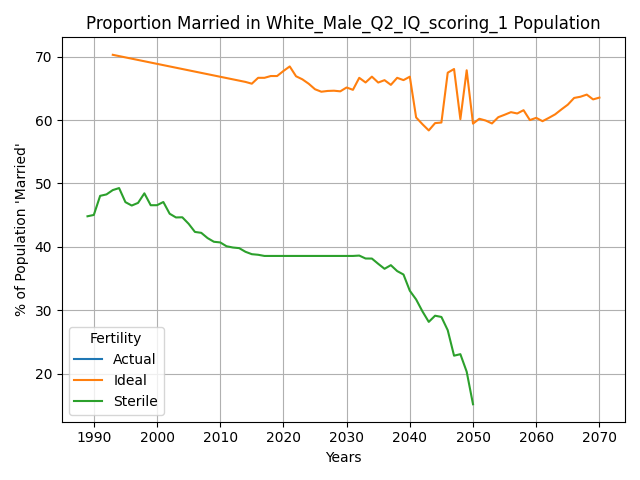 Proportion Married in White_Male_Q2_IQ_scoring_1 Population
% of Population 'Married'
70
60
50
40
30
20
Fertility
Actual
Ideal
Sterile
1990 2000 2010 2020 2030 2040 2050 2060 2070
Years